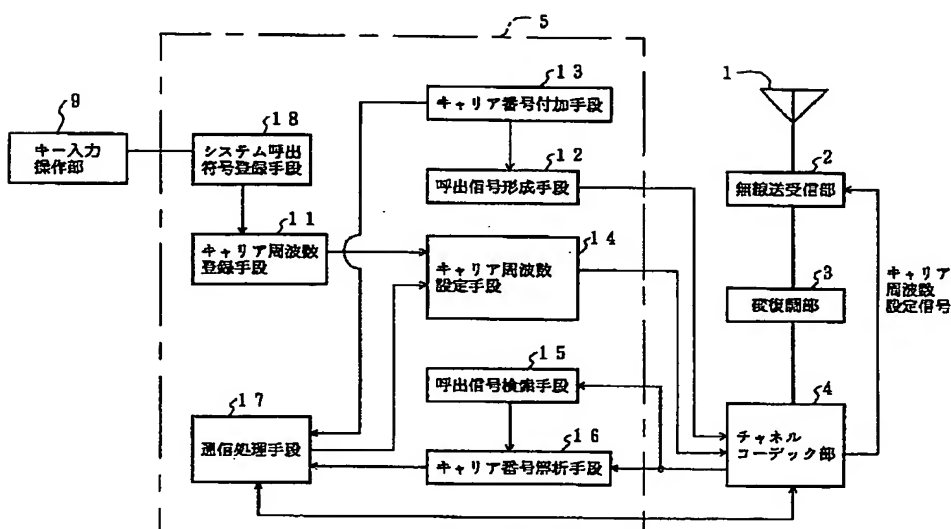 5
13
キャリア番号付加手段
1
9
キー入力
操作部
18
システム呼出
符号登録手段
12
呼出信号形成手段
2
無線送受信部
11
キャリア周波数
登録手段
14
キャリア周波数
設定手段
3
変復調部
キャリア
周波数
設定信号
15
呼出信号検索手段
17
通信処理手段
16
キャリア番号解析手段
4
チャネル
コーデック部